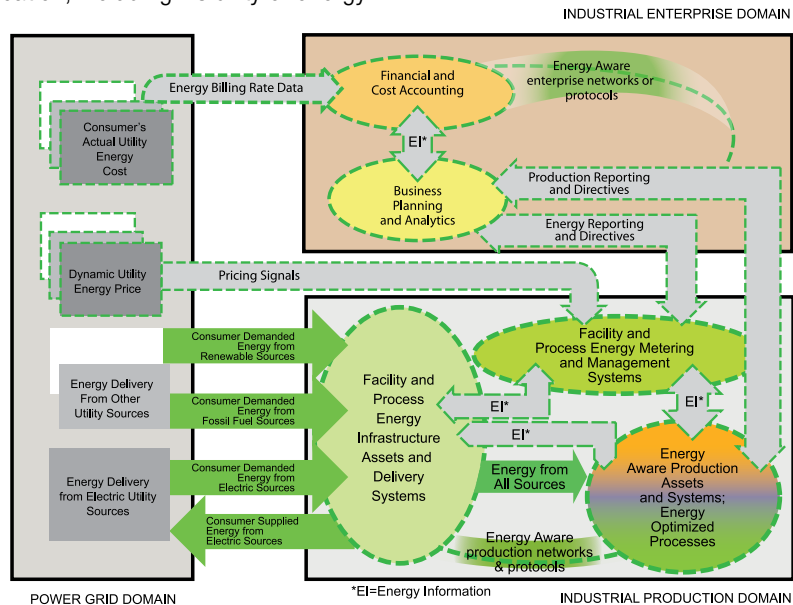 INDUSTRIAL ENTERPRISE DOMAIN
Energy Billing Rate Data
Financial and
Cost Accounting
Energy Aware
enterprise networks or
protocols
Consumer's
Actual Utility
Energy
Cost
EI*
Business
Planning
and Analytics
Production Reporting
and Directives
Energy Reporting
and Directives
Dynamic Utility
Energy Price
Pricing Signals
Consumer Demanded
Energy from
Renewable Sources
Facility and
Process Energy Metering
and Management
Systems
Energy Delivery
From Other
Utility Sources
Consumer Demanded
Energy from
Fossil Fuel Sources
Facility and
Process
Energy
Infrastructure
Assets and
Delivery
Systems
EI*
EI*
EI*
Energy Delivery
from Electric Utility
Sources
Consumer Demanded
Energy from
Electric Sources
Energy from
All Sources
Energy
Aware Production
Assets
and Systems;
Energy
Optimized
Processes
Consumer Supplied
Energy from
Electric Sources
Energy Aware
production networks
& protocols
POWER GRID DOMAIN
*EI=Energy Information
INDUSTRIAL PRODUCTION DOMAIN